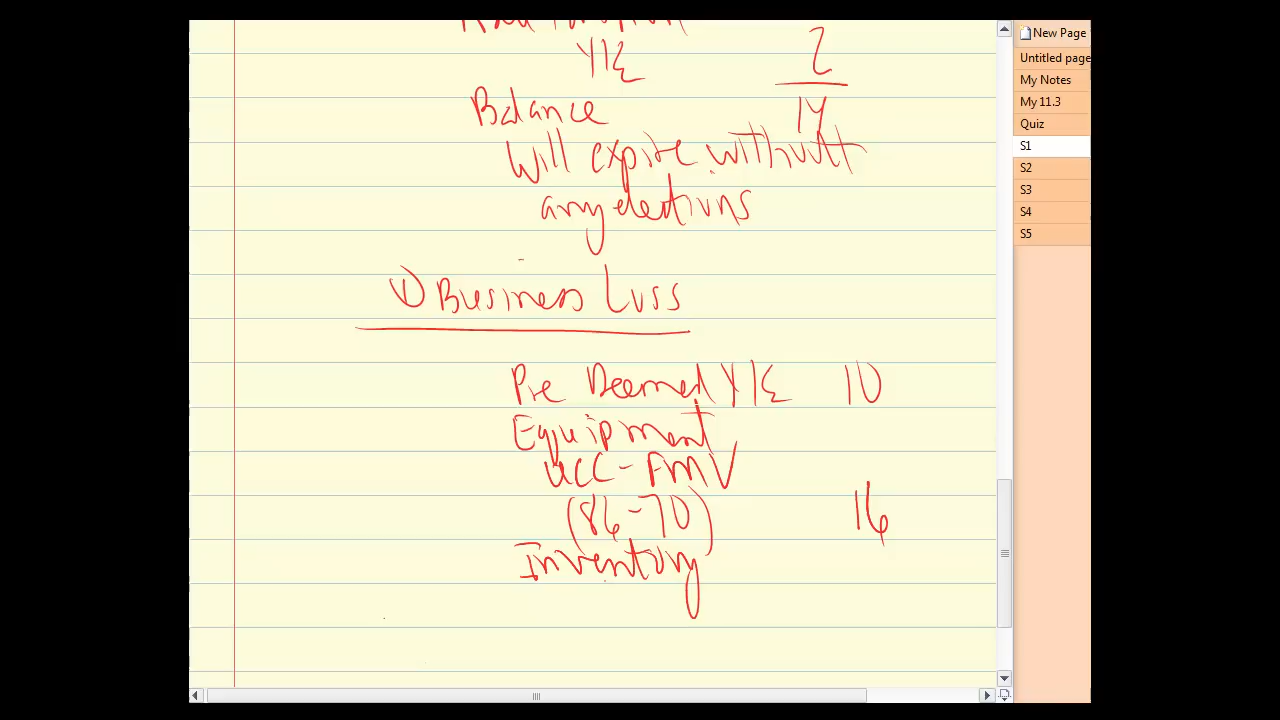 Y/E 2
Balance 14
Will expire without
any elections
① Business Loss
Pre Deemed Y/E 10
Equipment
UCC - FMV
(86 - 70) 16
Inventory
New Page
Untitled page
My Notes
My 11.3
Quiz
S1
S2
S3
S4
S5